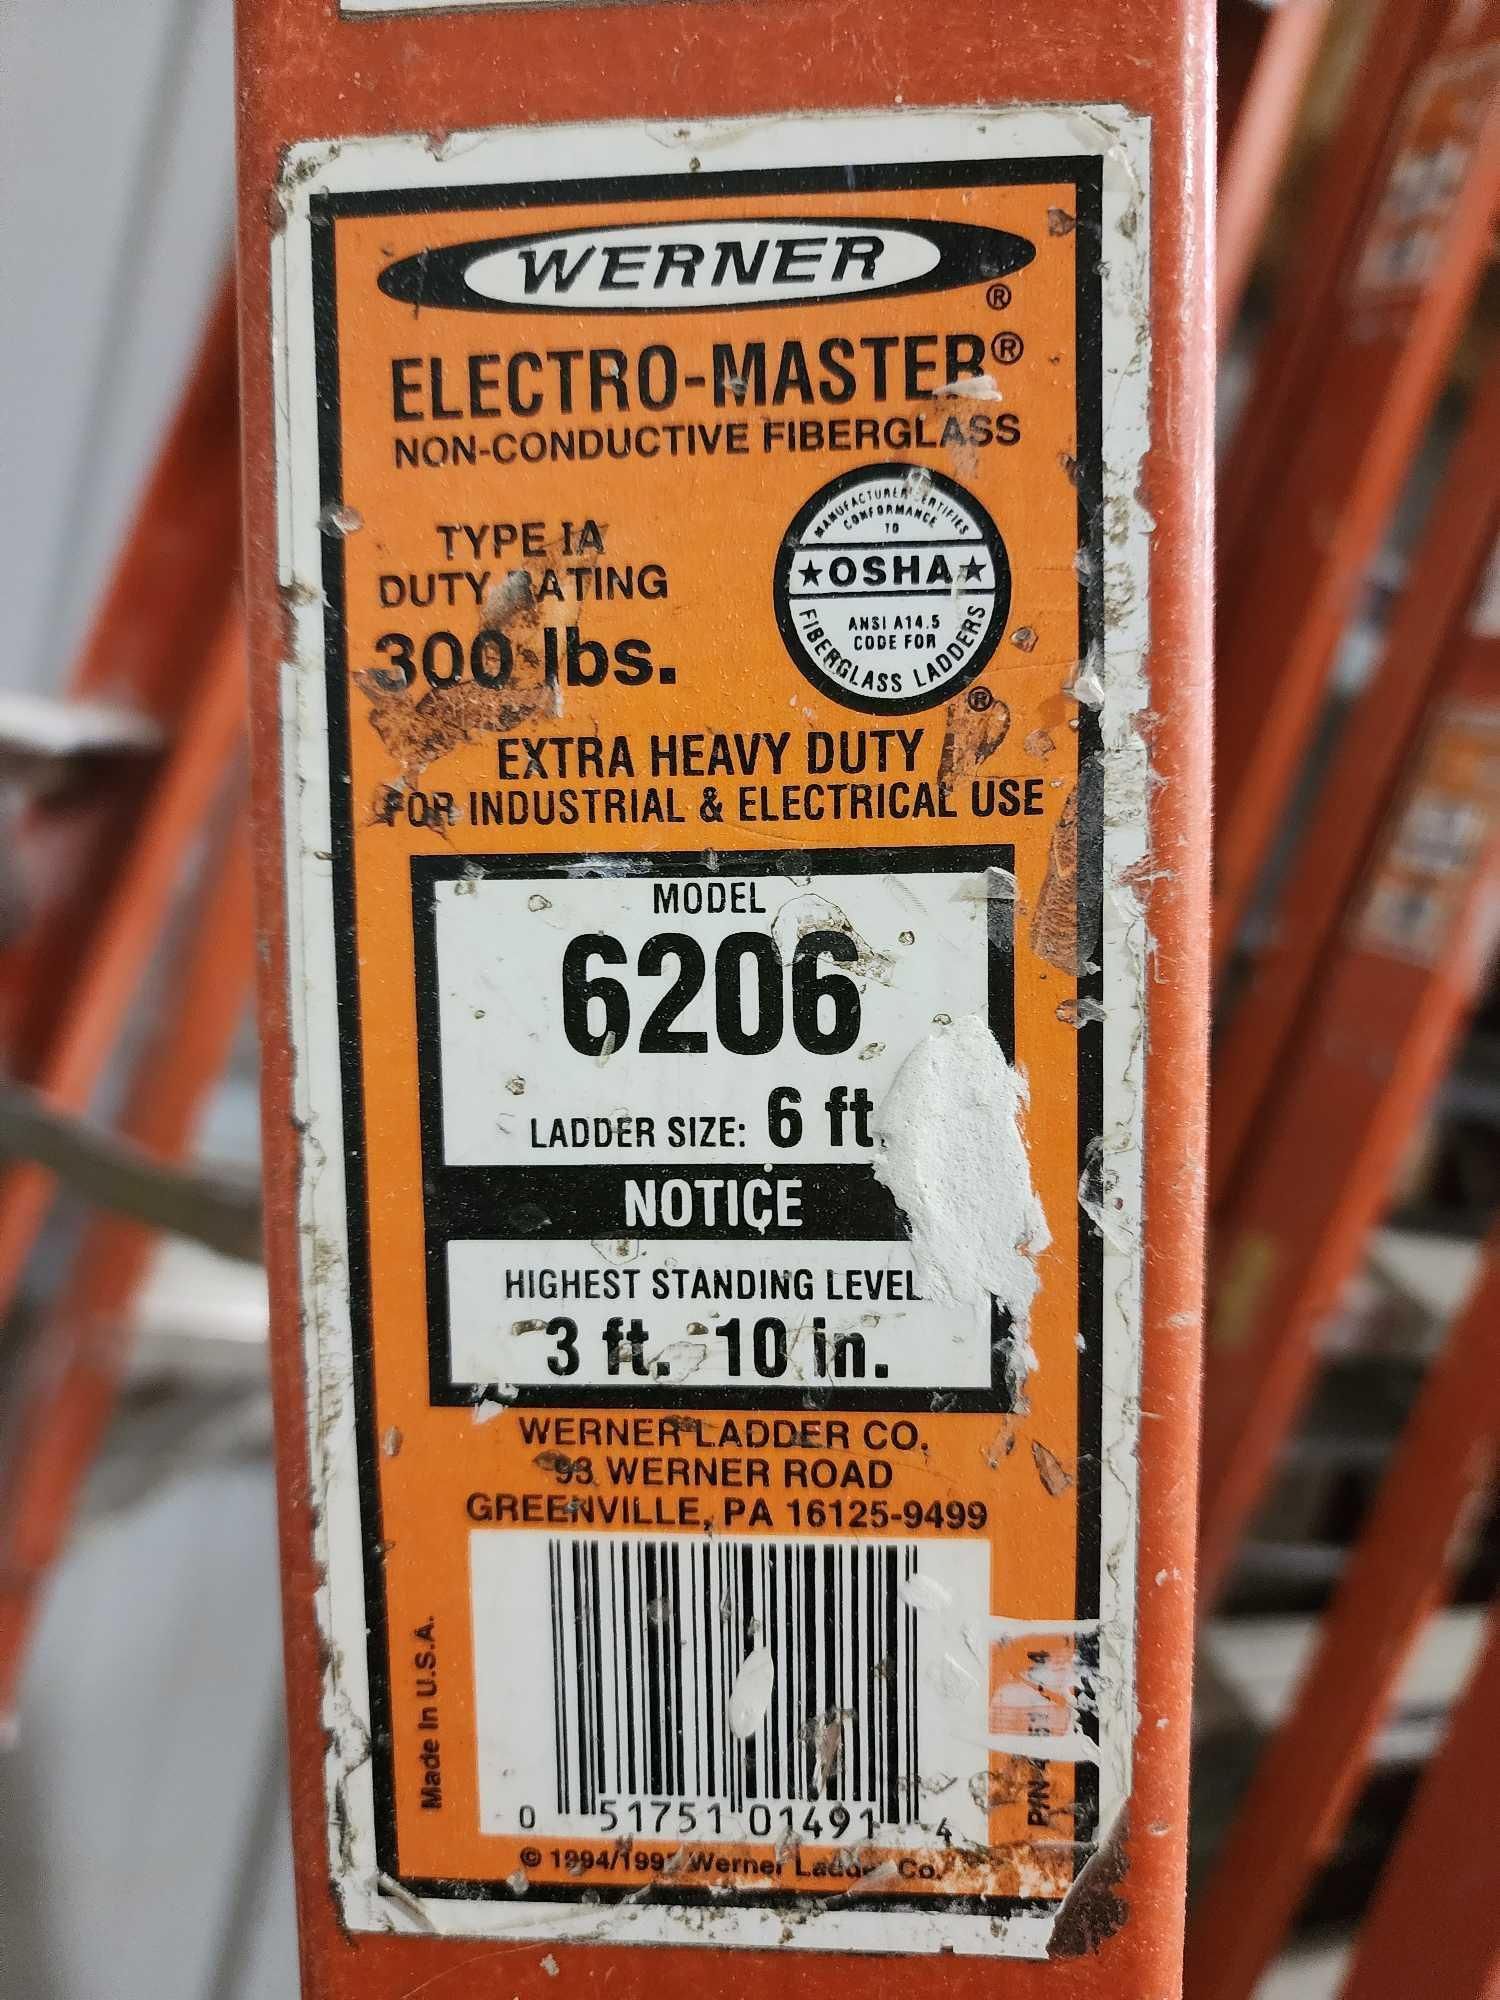 WERNER®
ELECTRO-MASTER®
NON-CONDUCTIVE FIBERGLASS
TYPE IA
DUTY RATING
300 lbs.
MANUFACTURER CERTIFIES
CONFORMANCE
TO
★OSHA★
ANSI A14.5
CODE FOR
FIBERGLASS LADDERS
®
EXTRA HEAVY DUTY
FOR INDUSTRIAL & ELECTRICAL USE
MODEL
6206
LADDER SIZE: 6 ft.
NOTICE
HIGHEST STANDING LEVEL
3 ft. 10 in.
WERNER LADDER CO.
93 WERNER ROAD
GREENVILLE, PA 16125-9499
Made in U.S.A.
0 51751 01491 4
P/N
© Werner Ladder Co.